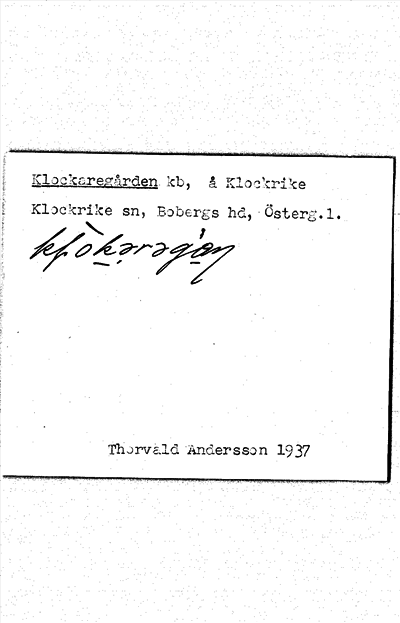 Klockaregården kb, å Klockrike
Klockrike sn, Bobergs hd, Österg.l.
Thorvald Andersson 1937